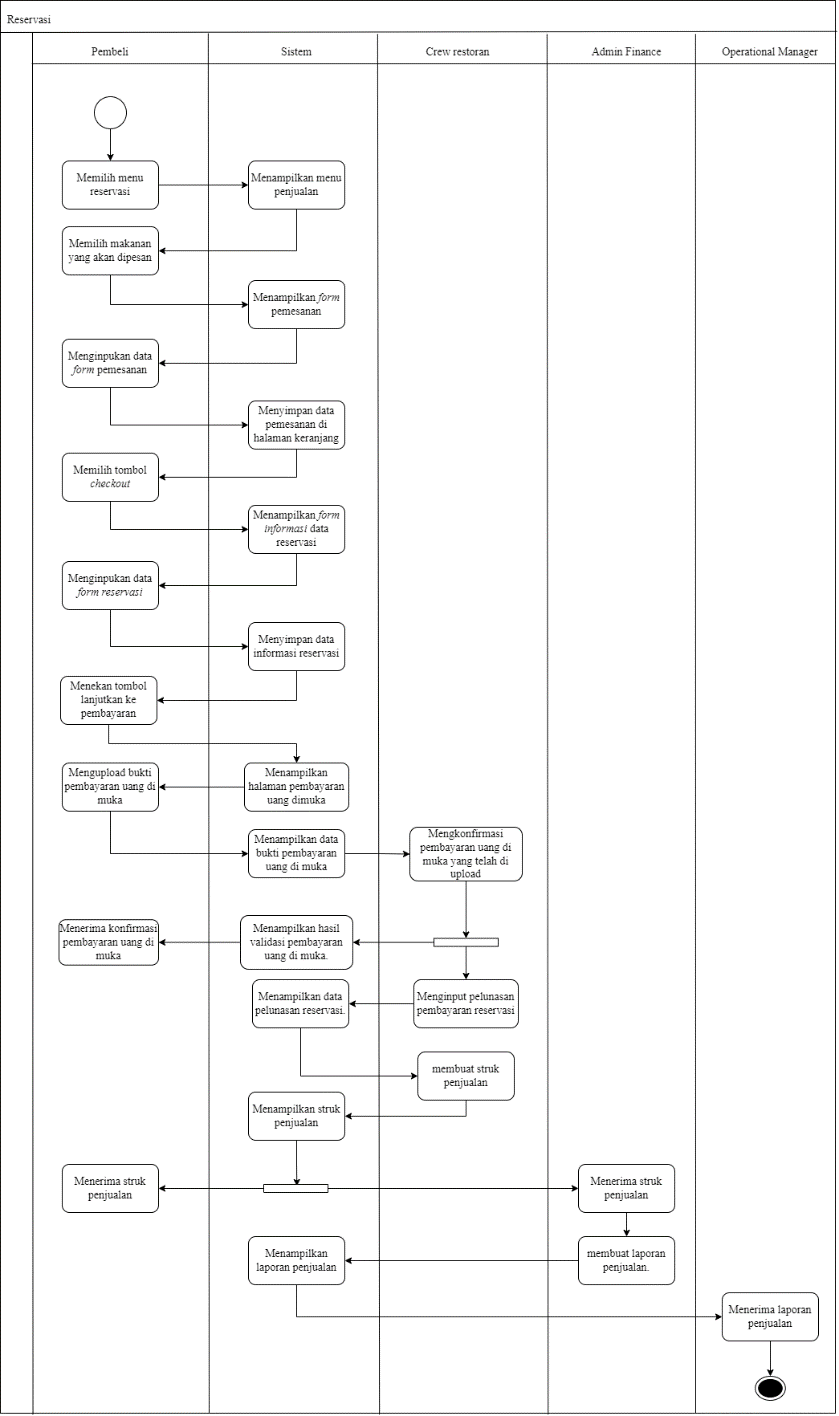 Reservasi
Pembeli
Sistem
Crew restoran
Admin Finance
Operational Manager
Memilih menu
reservasi
Menampilkan menu
penjualan
Memilih makanan
yang akan dipesan
Menampilkan form
pemesanan
Menginpukan data
form pemesanan
Menyimpan data
pemesanan di
halaman keranjang
Memilih tombol
checkout
Menampilkan form
informasi data
reservasi
Menginpukan data
form reservasi
Menyimpan data
informasi reservasi
Menekan tombol
lanjutkan ke
pembayaran
Menampilkan
halaman pembayaran
uang dimuka
Mengupload bukti
pembayaran uang di
muka
Menampilkan data
bukti pembayaran
uang di muka
Mengkonfirmasi
pembayaran uang di
muka yang telah di
upload
Menampilkan hasil
validasi pembayaran
uang di muka.
Menerima konfirmasi
pembayaran uang di
muka
Menginput pelunasan
pembayaran reservasi
Menampilkan data
pelunasan reservasi.
membuat struk
penjualan
Menampilkan struk
penjualan
Menerima struk
penjualan
Menerima struk
penjualan
membuat laporan
penjualan.
Menampilkan
laporan penjualan
Menerima laporan
penjualan